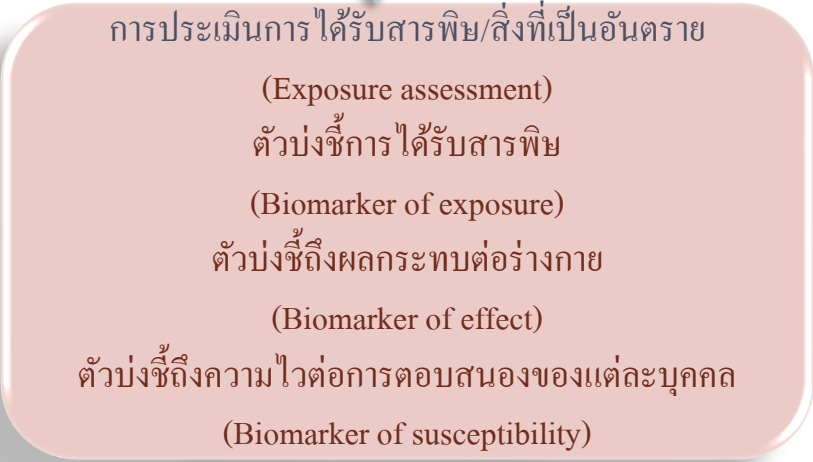 การประเมินการได้รับสารพิษ/สิ่งที่เป็นอันตราย
(Exposure assessment)
ตัวบ่งชี้การได้รับสารพิษ
(Biomarker of exposure)
ตัวบ่งชี้ถึงผลกระทบต่อร่างกาย
(Biomarker of effect)
ตัวบ่งชี้ถึงความไวต่อการตอบสนองของแต่ละบุคคล
(Biomarker of susceptibility)